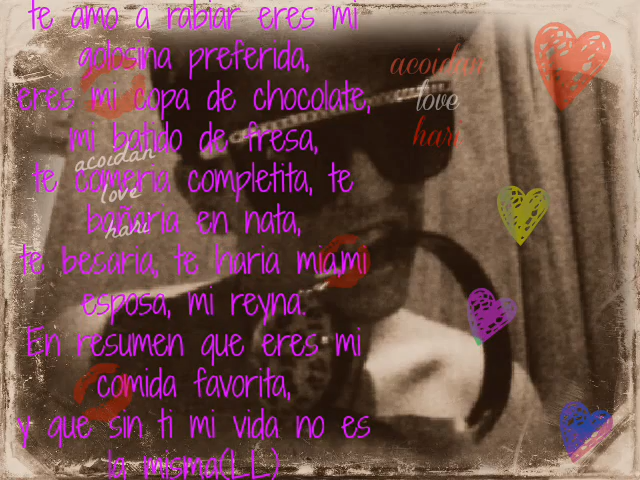 te amo a rabiar eres mi
golosina preferida,
eres mi copa de chocolate,
mi batido de fresa,
te comeria completita, te
bañaria en nata,
te besaria, te haria mia,mi
esposa, mi reyna.
En resumen que eres mi
comida favorita,
y que sin ti mi vida no es
la misma(LL)
acoidan
love
hari
acoidan
love
hari